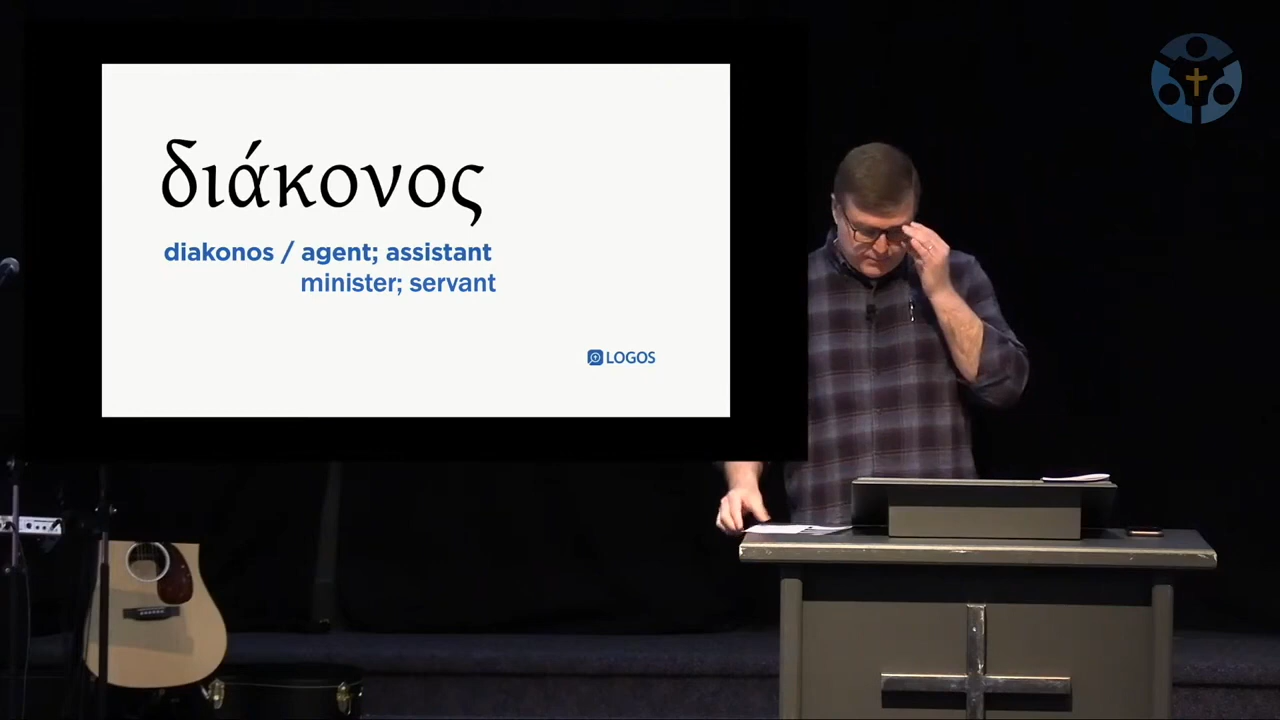 διάκονος
diakonos / agent; assistant
minister; servant
LOGOS